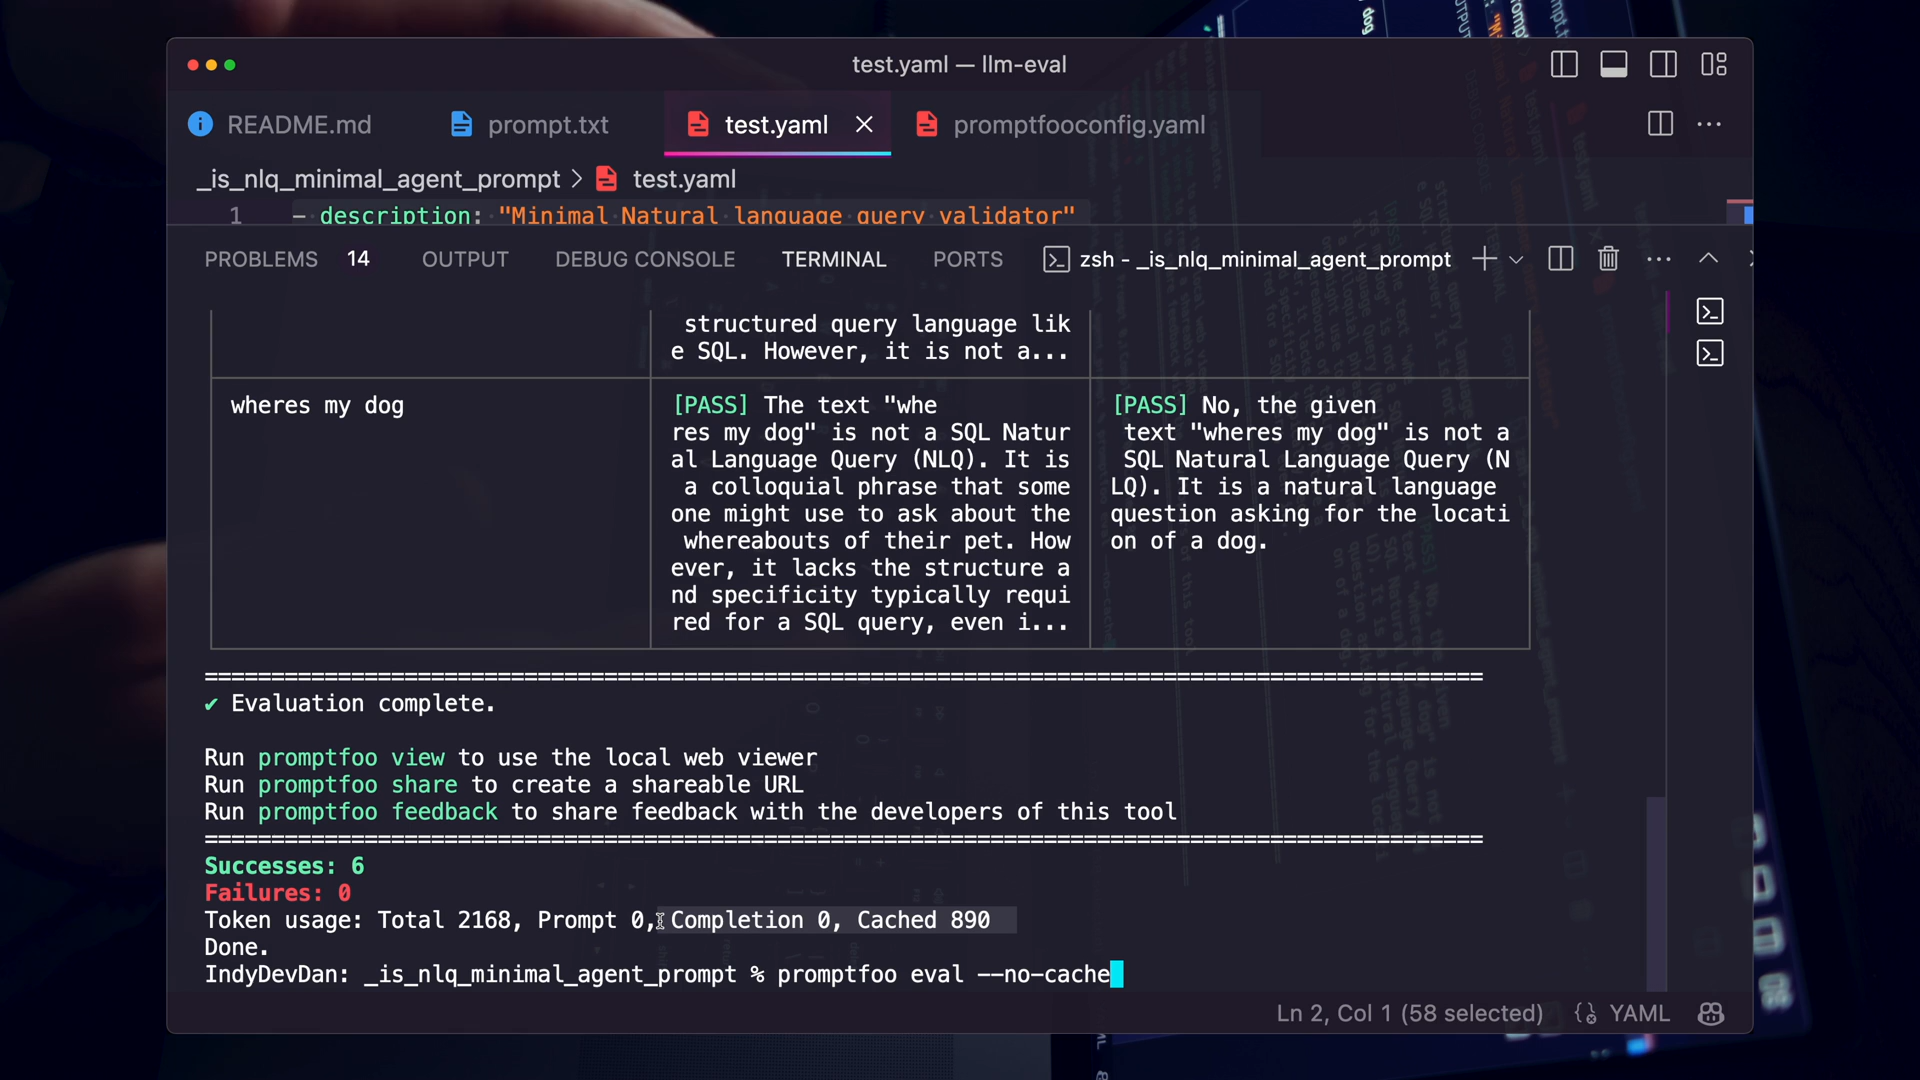 test.yaml — llm-eval
README.md prompt.txt test.yaml promptfooconfig.yaml
_is_nlq_minimal_agent_prompt > test.yaml
1 - description: "Minimal Natural language query validator"
PROBLEMS 14 OUTPUT DEBUG CONSOLE TERMINAL PORTS zsh - _is_nlq_minimal_agent_prompt
structured query language lik
e SQL. However, it is not a...
wheres my dog
[PASS] The text "whe
res my dog" is not a SQL Natur
al Language Query (NLQ). It is
a colloquial phrase that some
one might use to ask about the
whereabouts of their pet. How
ever, it lacks the structure a
nd specificity typically requi
red for a SQL query, even i...
[PASS] No, the given
text "wheres my dog" is not a
SQL Natural Language Query (N
LQ). It is a natural language
question asking for the locati
on of a dog.
================================================================================================
✔ Evaluation complete.
Run promptfoo view to use the local web viewer
Run promptfoo share to create a shareable URL
Run promptfoo feedback to share feedback with the developers of this tool
================================================================================================
Successes: 6
Failures: 0
Token usage: Total 2168, Prompt 0, Completion 0, Cached 890
Done.
IndyDevDan: _is_nlq_minimal_agent_prompt % promptfoo eval --no-cache
Ln 2, Col 1 (58 selected) YAML